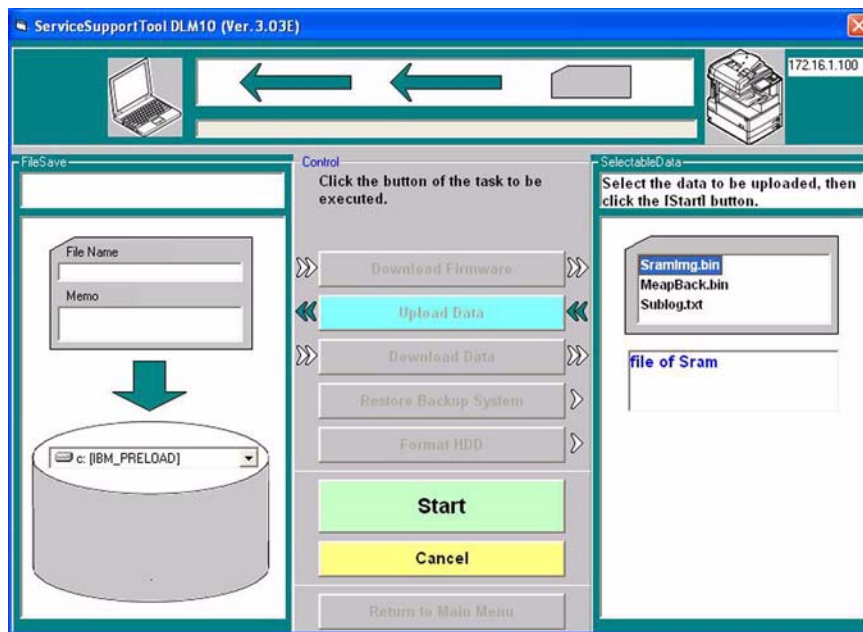 ServiceSupportTool DLM10 (Ver.3.03E)
172.16.1.100
FileSave
File Name
Memo
c: [IBM_PRELOAD]
Control
Click the button of the task to be
executed.
Download Firmware
Upload Data
Download Data
Restore Backup System
Format HDD
Start
Cancel
Return to Main Menu
SelectableData
Select the data to be uploaded, then
click the [Start] button.
SramImg.bin
MeapBack.bin
Sublog.txt
file of Sram